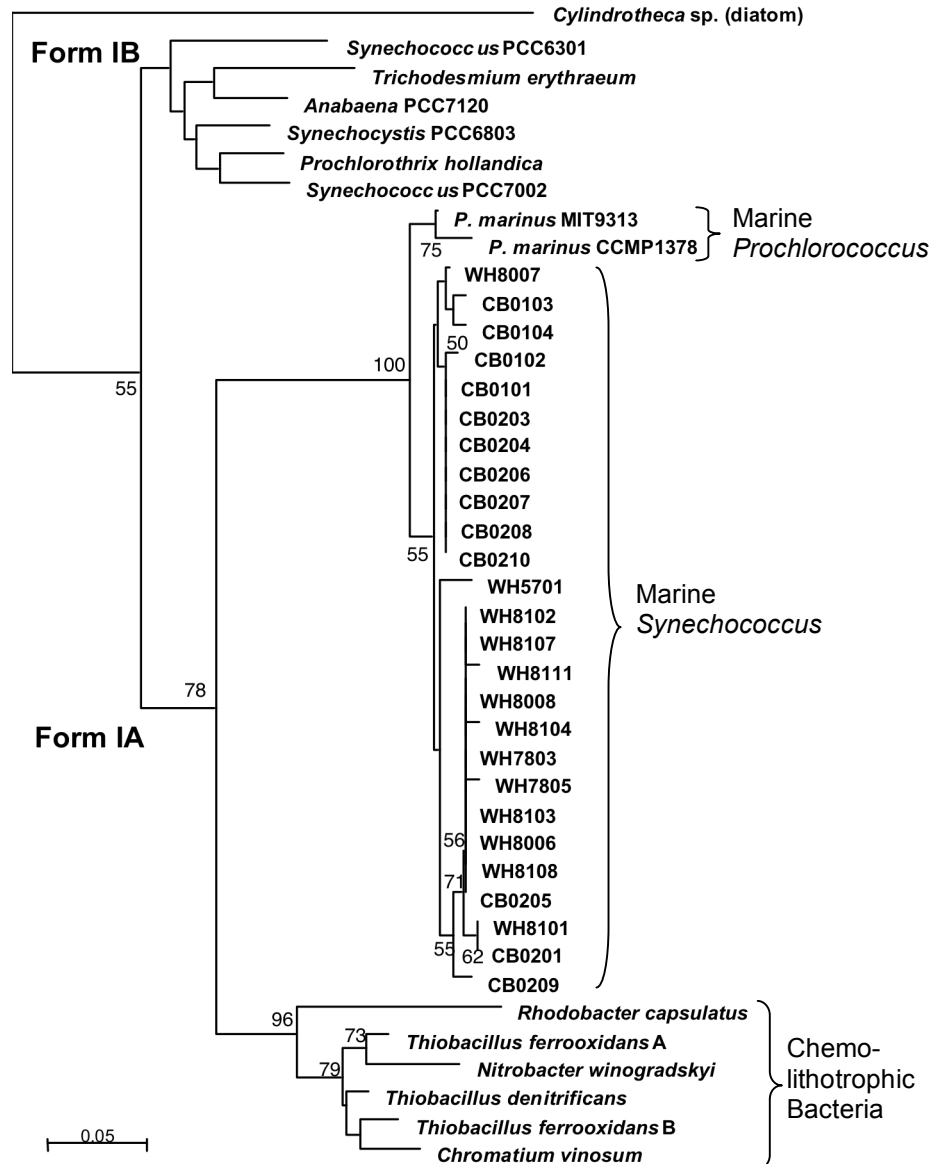 Cylindrotheca sp. (diatom)
Form IB
Synechococcus PCC6301
Trichodesmium erythraeum
Anabaena PCC7120
Synechocystis PCC6803
Prochlorothrix hollandica
Synechococcus PCC7002
P. marinus MIT9313
Marine
Prochlorococcus
75
P. marinus CCMP1378
WH8007
CB0103
CB0104
50
100
CB0102
55
CB0101
CB0203
CB0204
CB0206
CB0207
CB0208
55
CB0210
WH5701
Marine
Synechococcus
WH8102
WH8107
WH8111
78
WH8008
Form IA
WH8104
WH7803
WH7805
WH8103
56
WH8006
WH8108
71
CB0205
WH8101
55
62
CB0201
CB0209
Rhodobacter capsulatus
96
73
Thiobacillus ferrooxidans A
Chemo-
lithotrophic
Bacteria
79
Nitrobacter winogradskyi
Thiobacillus denitrificans
Thiobacillus ferrooxidans B
0.05
Chromatium vinosum